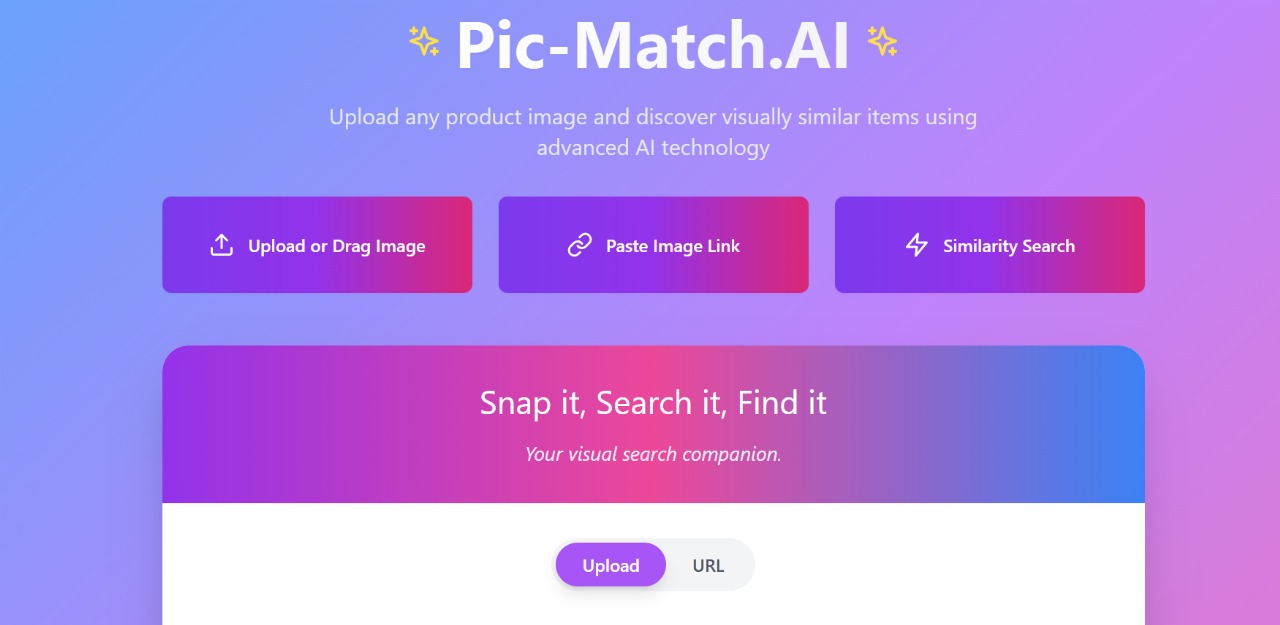 Pic-Match.AI
Upload any product image and discover visually similar items using
advanced AI technology
Upload or Drag Image
Paste Image Link
Similarity Search
Snap it, Search it, Find it
Your visual search companion.
Upload
URL